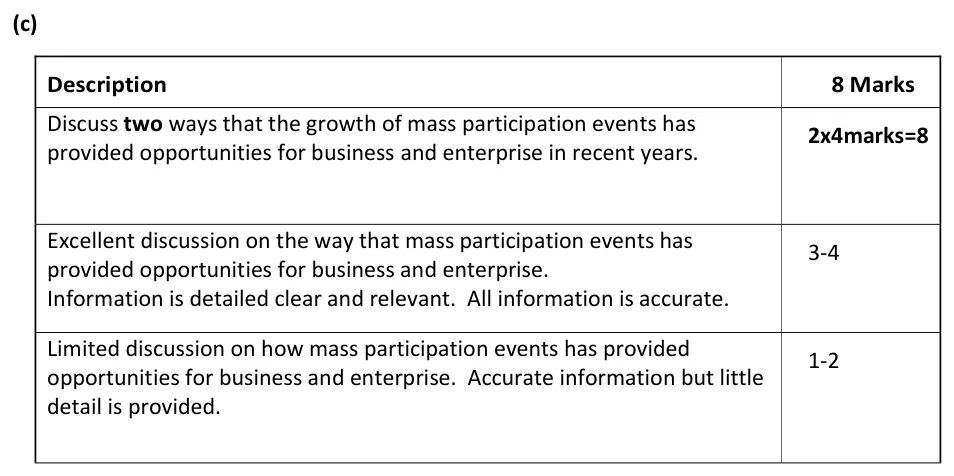 (c)
Description 8 Marks
Discuss two ways that the growth of mass participation events has
provided opportunities for business and enterprise in recent years.
2x4marks=8
Excellent discussion on the way that mass participation events has
provided opportunities for business and enterprise.
Information is detailed clear and relevant. All information is accurate.
3-4
Limited discussion on how mass participation events has provided
opportunities for business and enterprise. Accurate information but little
detail is provided.
1-2